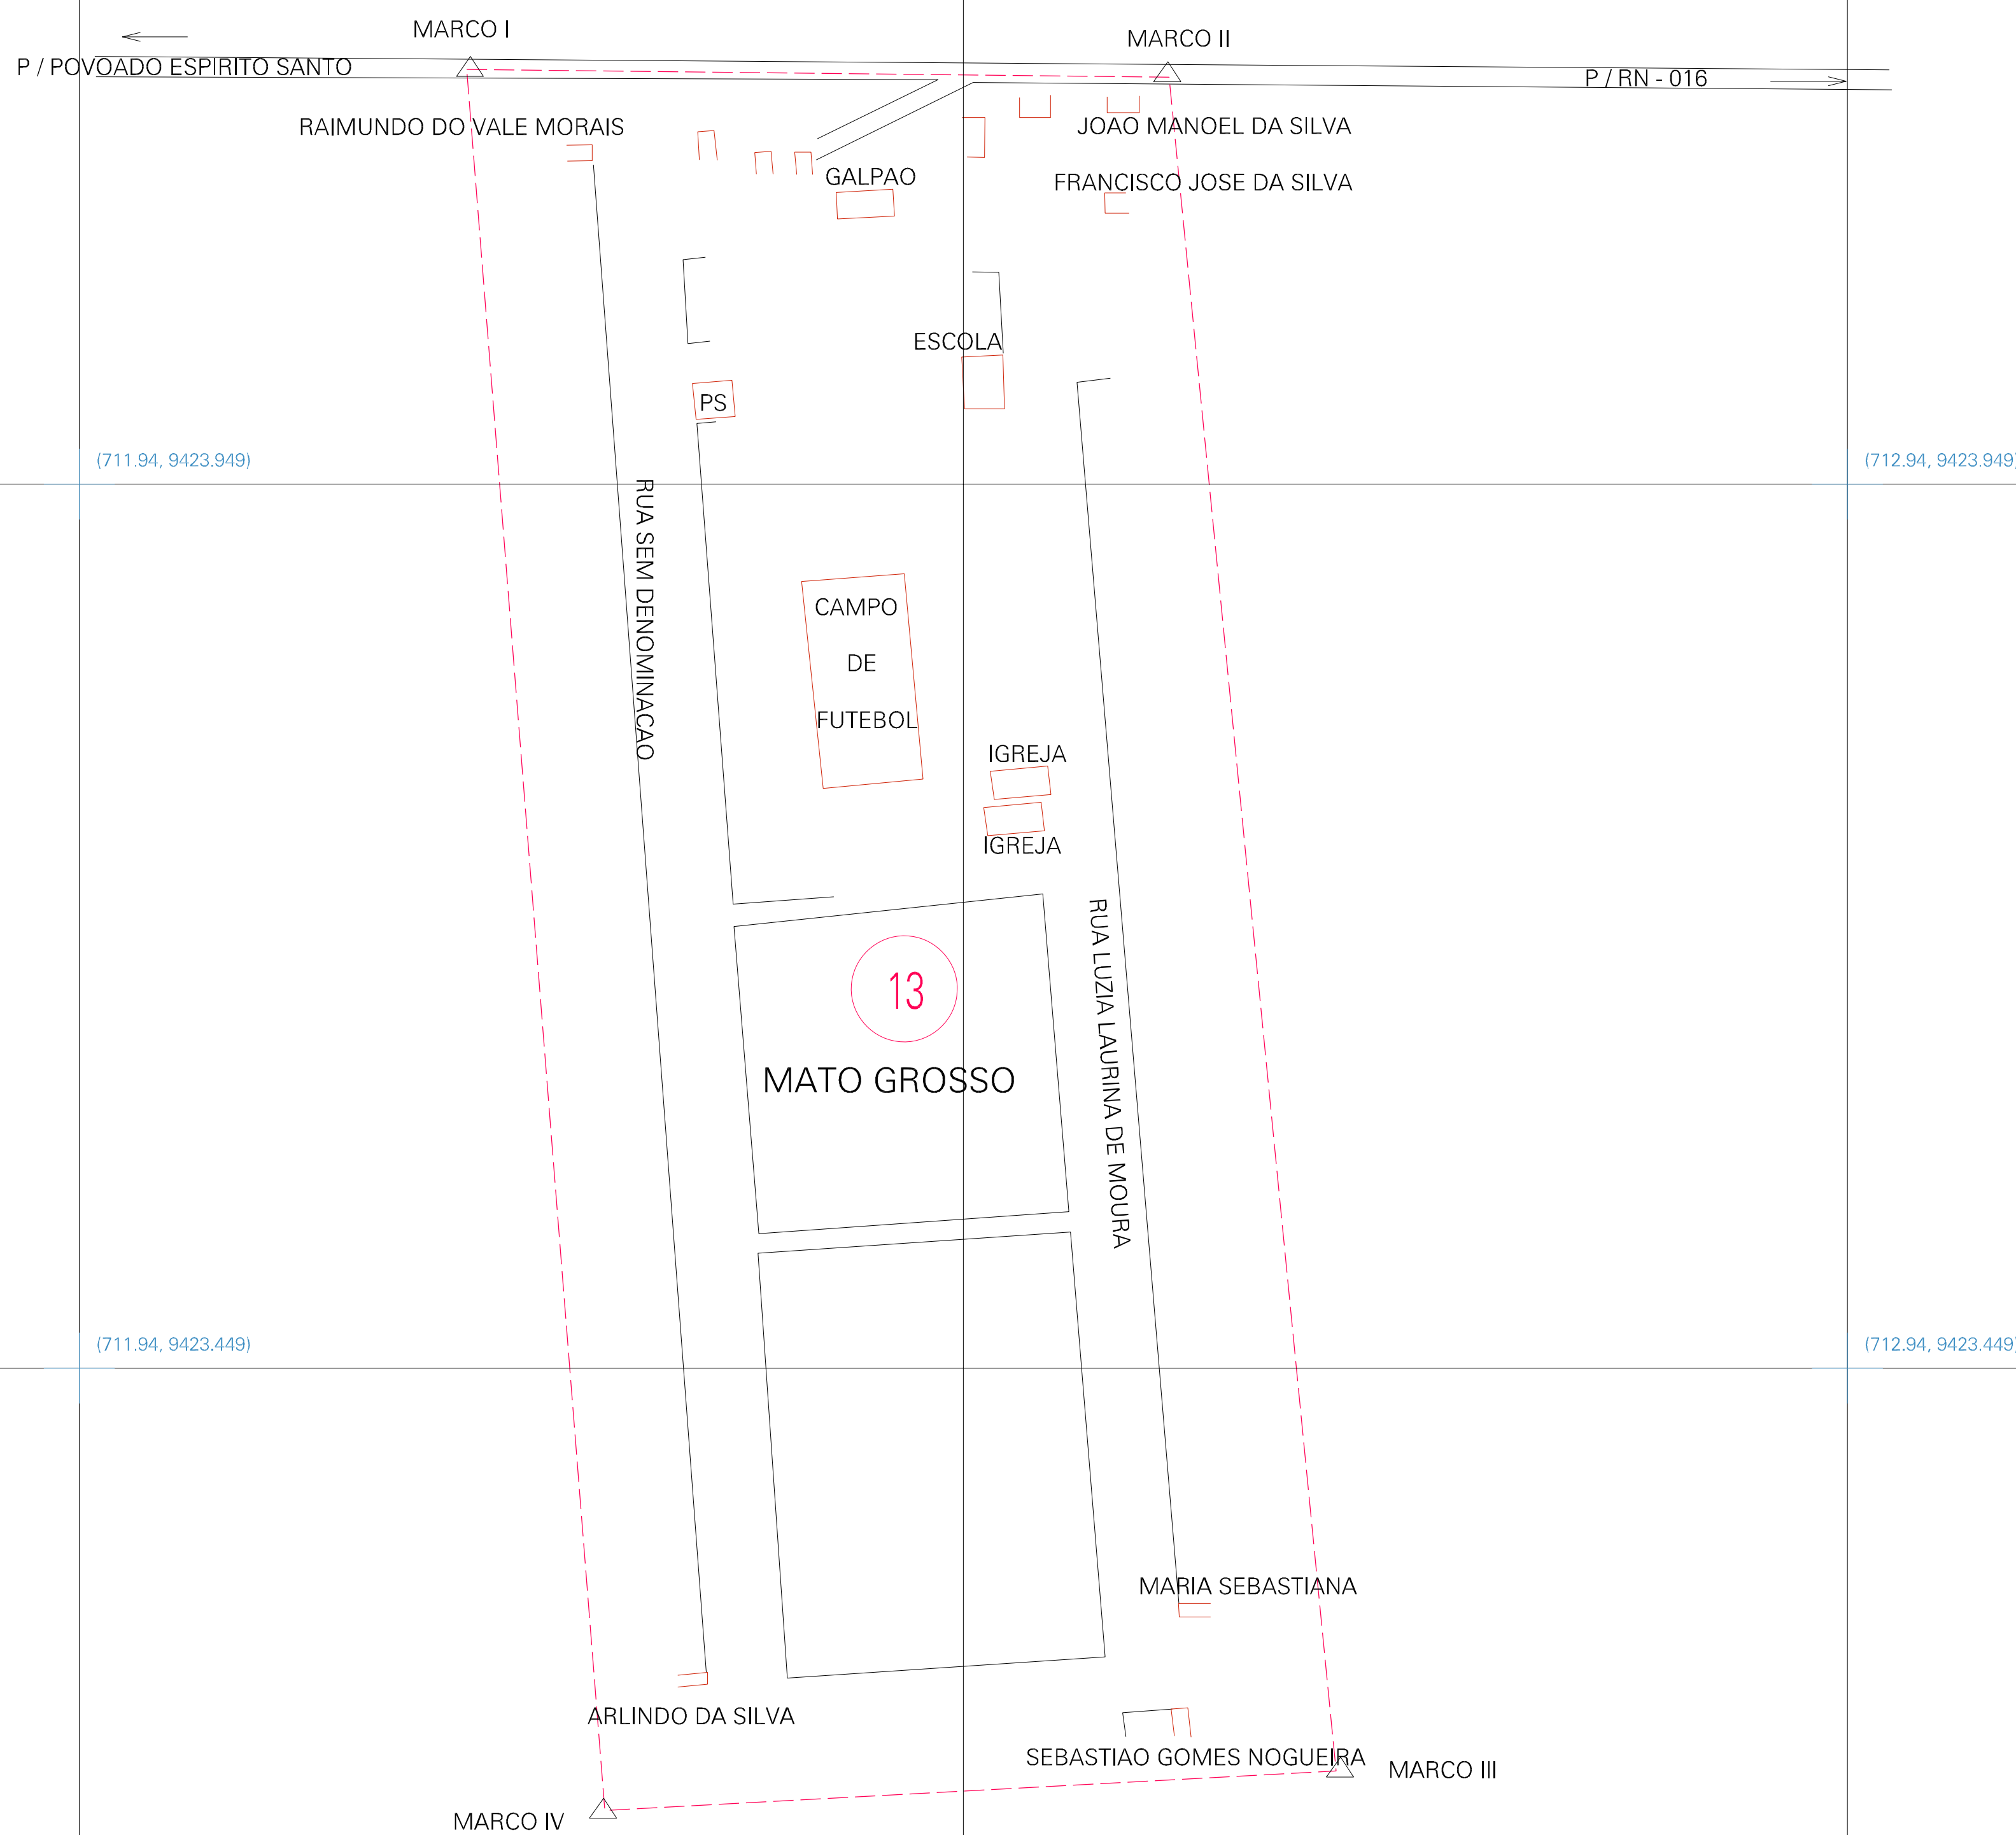 MARCO I
MARCO II
P / POVOADO ESPIRITO SANTO
P / RN - 016
RAIMUNDO DO VALE MORAIS
JOAO MANOEL DA SILVA
GALPAO
FRANCISCO JOSE DA SILVA
ESCOLA
PS
(711.94, 9423.949)
(712.94, 9423.949)
RUA SEM DENOMINACAO
CAMPO
DE
FUTEBOL
IGREJA
IGREJA
RUA LUZIA LAURINA DE MOURA
13
MATO GROSSO
(711.94, 9423.449)
(712.94, 9423.449)
MARIA SEBASTIANA
ARLINDO DA SILVA
SEBASTIAO GOMES NOGUEIRA
MARCO III
MARCO IV